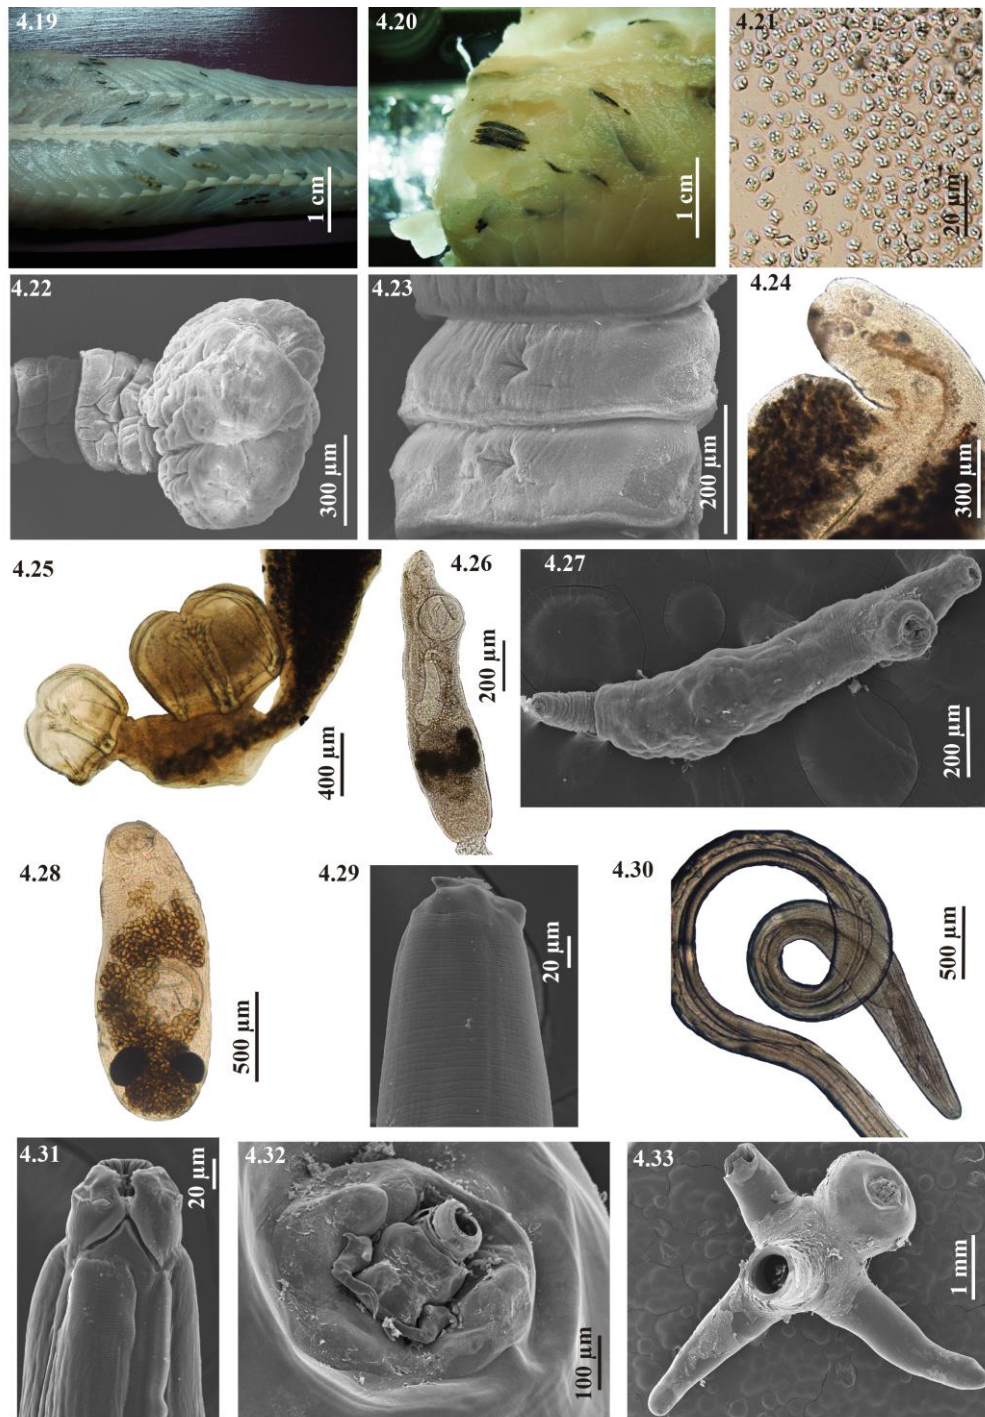 4.19
1 cm
4.20
1 cm
4.21
20 µm
4.22
300 µm
4.23
200 µm
4.24
300 µm
4.25
400 µm
4.26
200 µm
4.27
200 µm
4.28
500 µm
4.29
20 µm
4.30
500 µm
4.31
20 µm
4.32
100 µm
4.33
1 mm